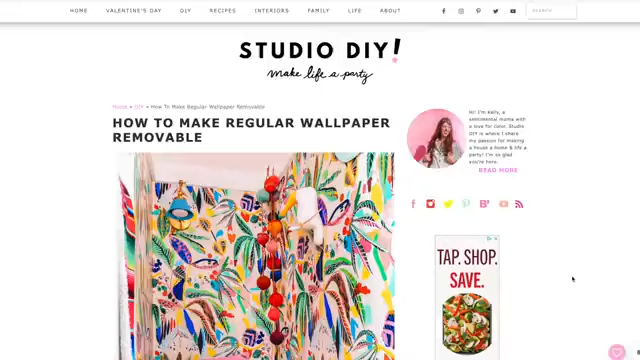 HOME VALENTINE'S DAY DIY RECIPES INTERIORS FAMILY LIFE ABOUT SEARCH
STUDIO DIY!
make life a party
Home » DIY » How To Make Regular Wallpaper Removable
HOW TO MAKE REGULAR WALLPAPER
REMOVABLE
Hi! I'm Kelly, a
sentimental mama with
a love for color. Studio
DIY is where I share
my passion for making
a house a home & life a
party! I'm so glad
you're here.
READ MORE
TAP. SHOP.
SAVE.